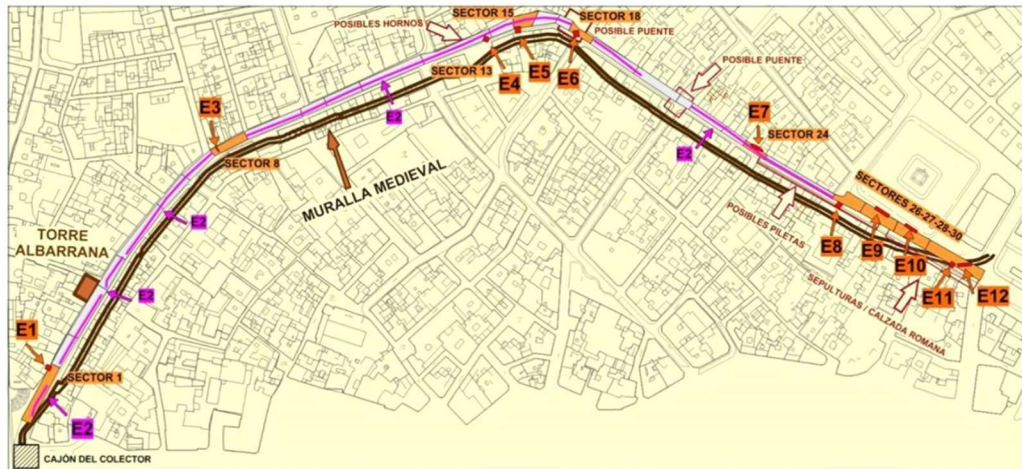 SECTOR 15
SECTOR 18
POSIBLES HORNOS
POSIBLE PUENTE
POSIBLE PUENTE
SECTOR 13
E4
E5
E6
E3
E2
E7
SECTOR 24
SECTOR 8
E2
MURALLA MEDIEVAL
SECTORES 26-27-28-30
POSIBLES PILETAS
E2
TORRE
ALBARRANA
E8
E9
E10
E11
E12
SEPULTURAS / CALZADA ROMANA
E2
E1
SECTOR 1
E2
CAJÓN DEL COLECTOR